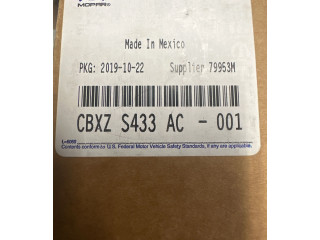 MOPAR®
Made In Mexico
PKG: 2019-10-22 Supplier 79953M
CBXZ S433 AC - 001
Contents conform to U.S. Federal Motor Vehicle Safety Standards, if any are applicable.